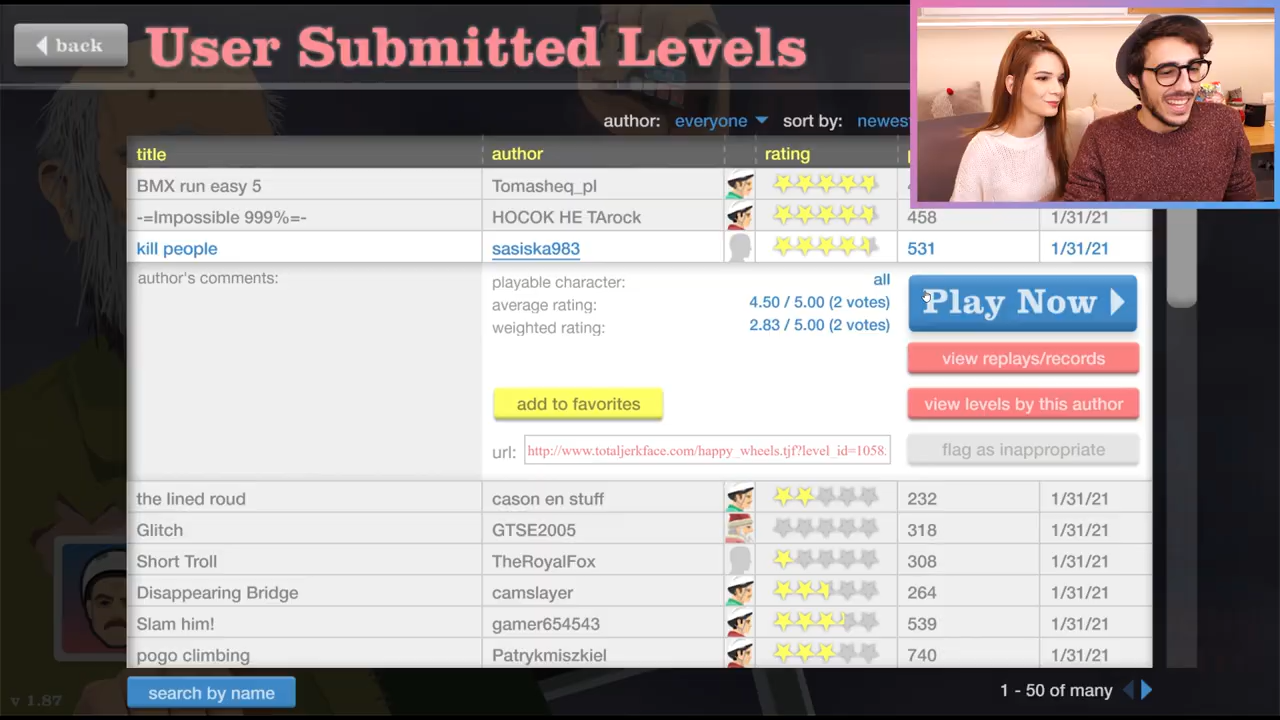 back
User Submitted Levels
author: everyone sort by: newes
title author rating
BMX run easy 5 Tomasheq_pl
-=Impossible 999%=- HOCOK HE TArock 458 1/31/21
kill people sasiska983 531 1/31/21
author's comments:
playable character: all
average rating: 4.50 / 5.00 (2 votes)
weighted rating: 2.83 / 5.00 (2 votes)
Play Now
view replays/records
add to favorites
view levels by this author
url: http://www.totaljerkface.com/happy_wheels.tjf?level_id=1058.
flag as inappropriate
the lined roud cason en stuff 232 1/31/21
Glitch GTSE2005 318 1/31/21
Short Troll TheRoyalFox 308 1/31/21
Disappearing Bridge camslayer 264 1/31/21
Slam him! gamer654543 539 1/31/21
pogo climbing Patrykmiszkiel 740 1/31/21
v 1.87
search by name
1 - 50 of many